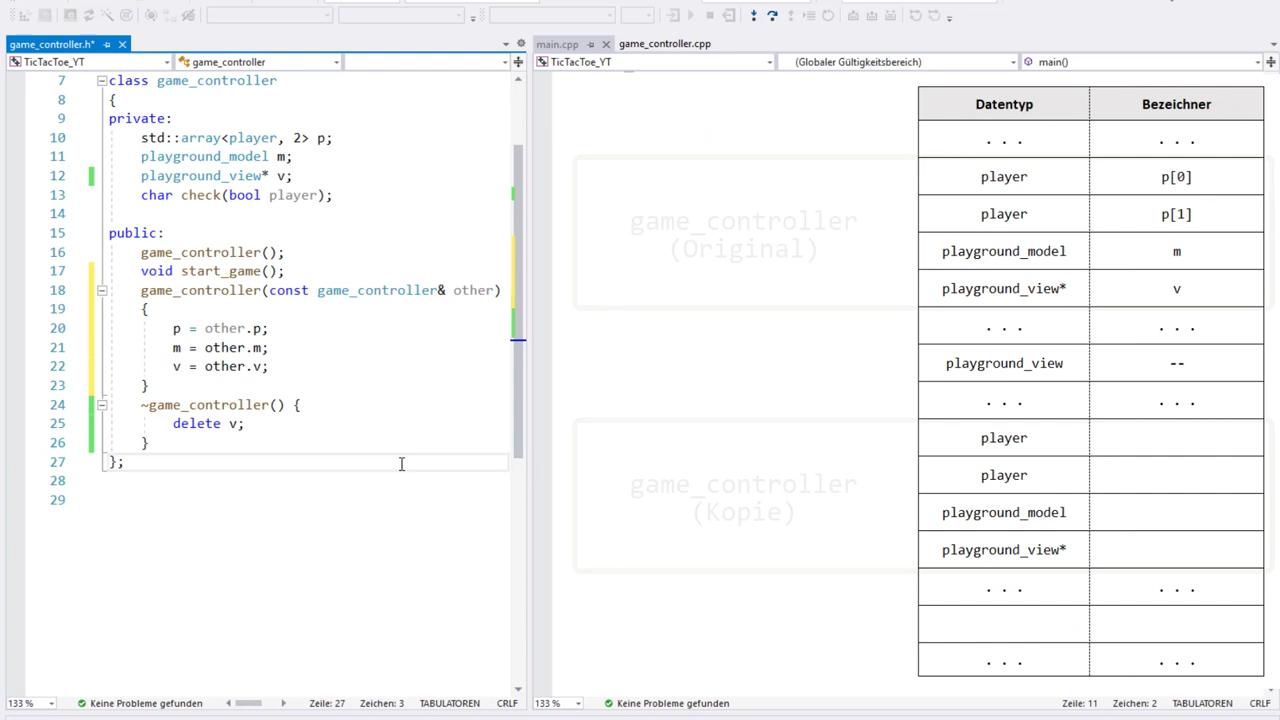 game_controller.h*
main.cpp
game_controller.cpp
TicTacToe_YT
game_controller
TicTacToe_YT
(Globaler Gültigkeitsbereich)
main()
7 class game_controller
8 {
9 private:
10 std::array<player, 2> p;
11 playground_model m;
12 playground_view* v;
13 char check(bool player);
14
15 public:
16 game_controller();
17 void start_game();
18 game_controller(const game_controller& other)
19 {
20 p = other.p;
21 m = other.m;
22 v = other.v;
23 }
24 ~game_controller() {
25 delete v;
26 }
27 };
28
29
game_controller
(Original)
game_controller
(Kopie)
Datentyp Bezeichner
. . . . . .
player p[0]
player p[1]
playground_model m
playground_view* v
. . . . . .
playground_view --
. . . . . .
player
player
playground_model
playground_view*
. . . . . .
. . . . . .
133 % Keine Probleme gefunden Zeile: 27 Zeichen: 3 TABULATOREN CRLF
133 % Keine Probleme gefunden Zeile: 11 Zeichen: 2 TABULATOREN CRLF